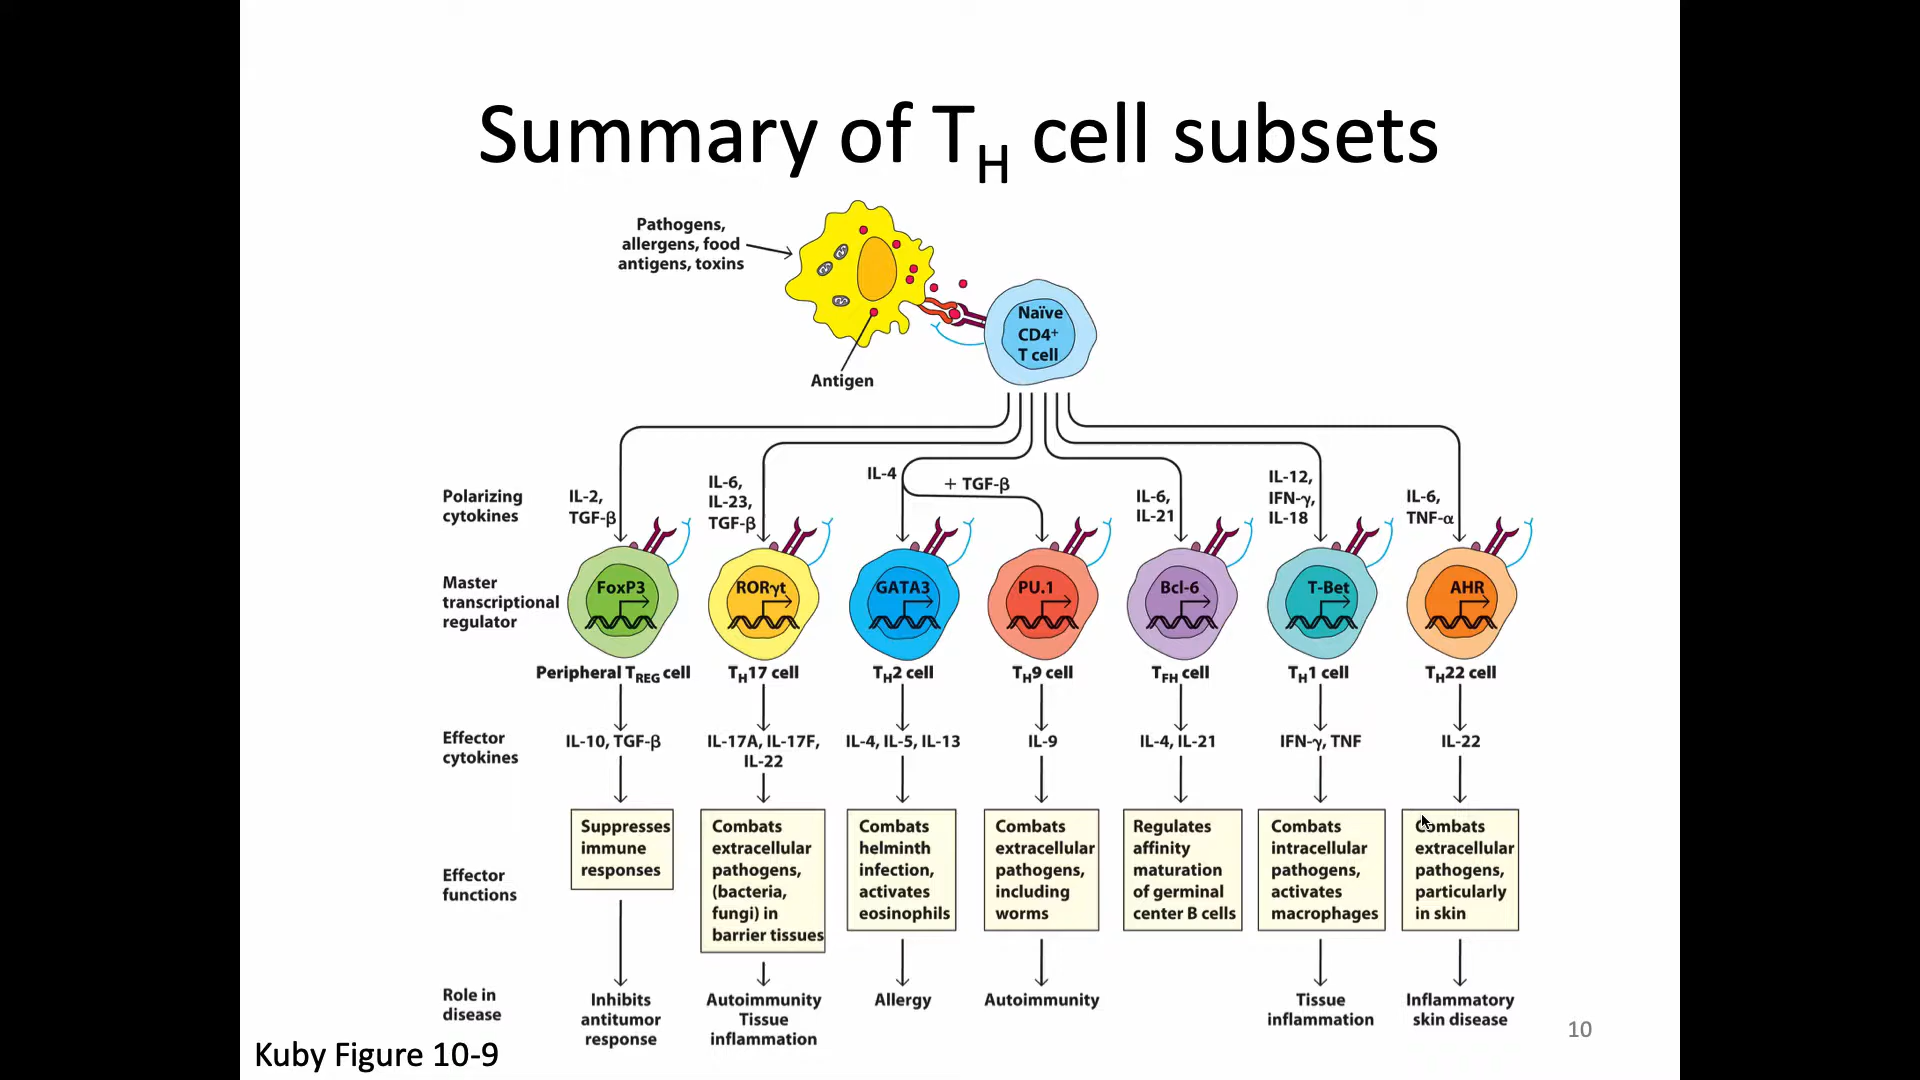 Summary of TH cell subsets
Pathogens,
allergens, food
antigens, toxins
Antigen
Naïve
CD4+
T cell
Polarizing
cytokines
IL-2,
TGF-β
IL-6,
IL-23,
TGF-β
IL-4
+ TGF-β
IL-6,
IL-21
IL-12,
IFN-γ,
IL-18
IL-6,
TNF-α
Master
transcriptional
regulator
FoxP3
RORγt
GATA3
PU.1
Bcl-6
T-Bet
AHR
Peripheral TREG cell
TH17 cell
TH2 cell
TH9 cell
TFH cell
TH1 cell
TH22 cell
Effector
cytokines
IL-10, TGF-β
IL-17A, IL-17F,
IL-22
IL-4, IL-5, IL-13
IL-9
IL-4, IL-21
IFN-γ, TNF
IL-22
Effector
functions
Suppresses
immune
responses
Combats
extracellular
pathogens,
(bacteria,
fungi) in
barrier tissues
Combats
helminth
infection,
activates
eosinophils
Combats
extracellular
pathogens,
including
worms
Regulates
affinity
maturation
of germinal
center B cells
Combats
intracellular
pathogens,
activates
macrophages
Combats
extracellular
pathogens,
particularly
in skin
Role in
disease
Inhibits
antitumor
response
Autoimmunity
Tissue
inflammation
Allergy
Autoimmunity
Tissue
inflammation
Inflammatory
skin disease
Kuby Figure 10-9
10